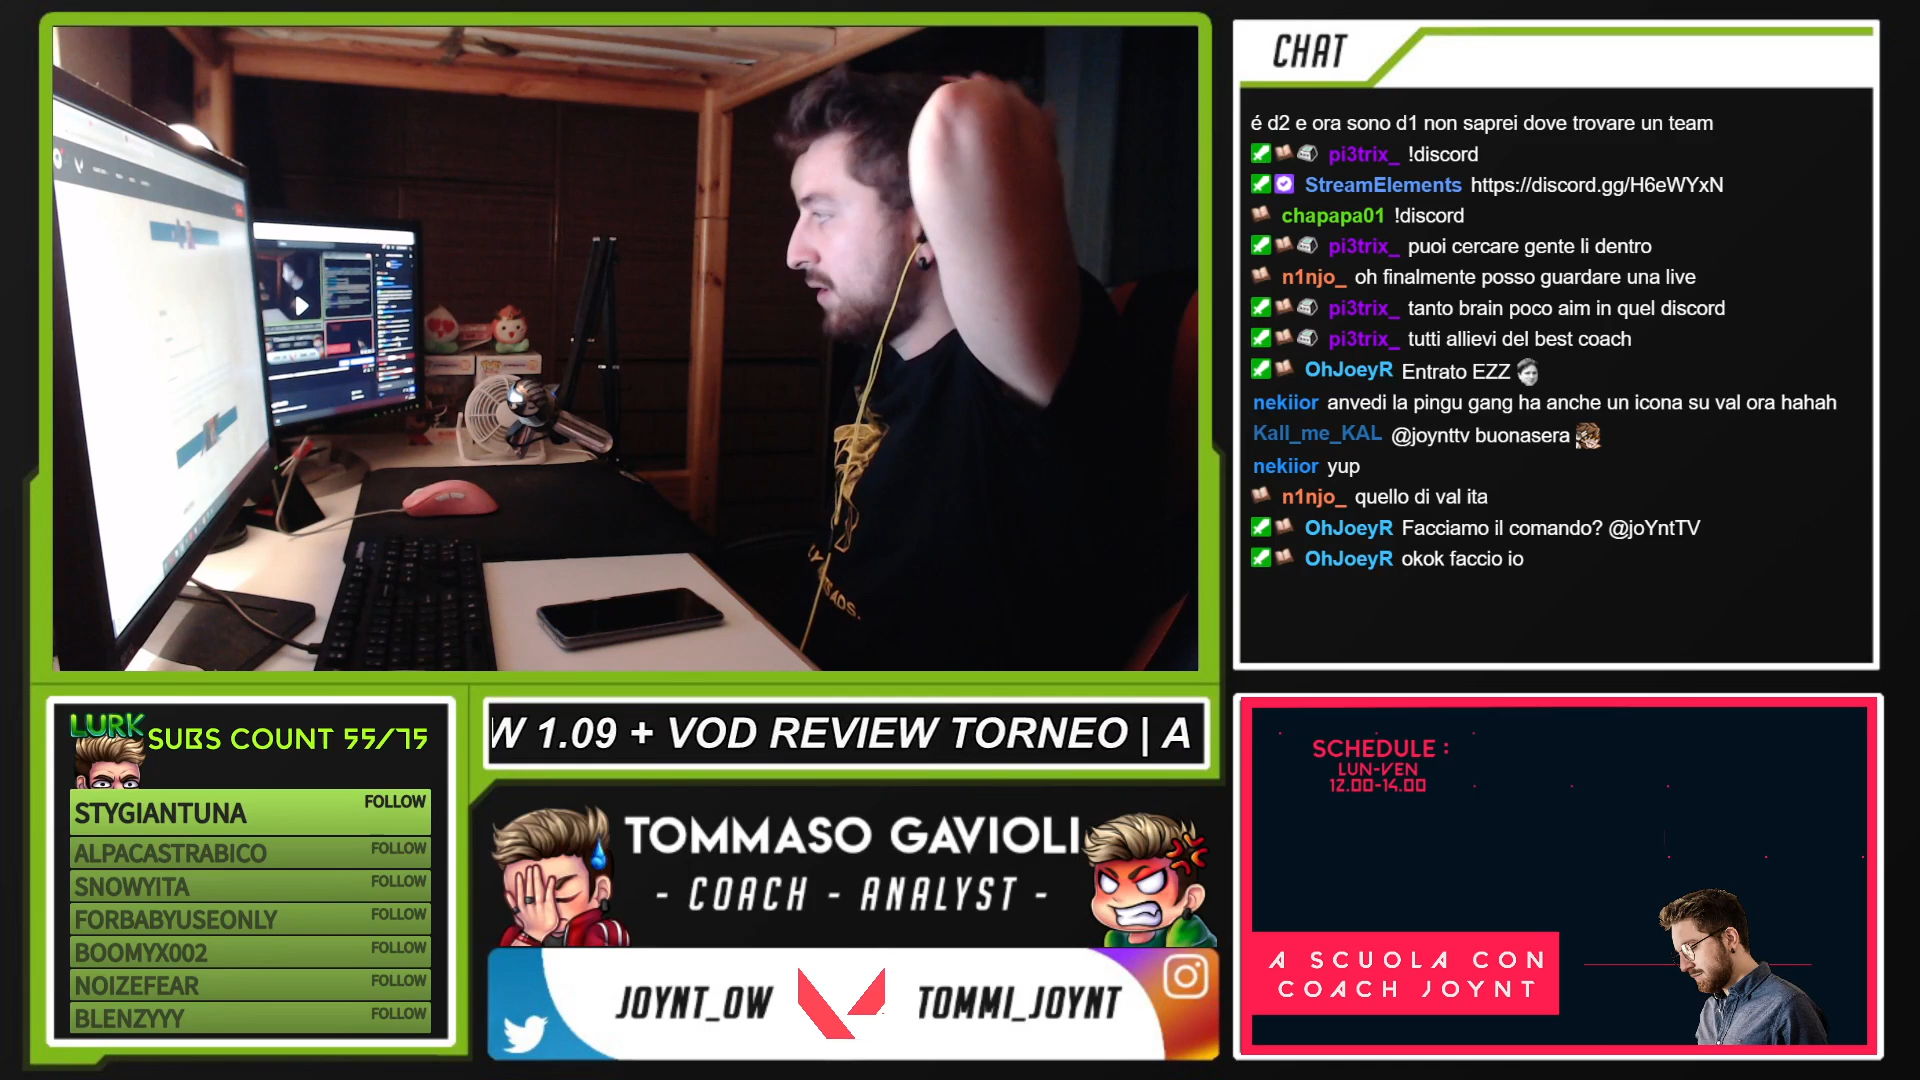 CHAT
é d2 e ora sono d1 non saprei dove trovare un team
pi3trix_ !discord
StreamElements https://discord.gg/H6eWYxN
chapapa01 !discord
pi3trix_ puoi cercare gente li dentro
n1njo_ oh finalmente posso guardare una live
pi3trix_ tanto brain poco aim in quel discord
pi3trix_ tutti allievi del best coach
OhJoeyR Entrato EZZ
nekiior anvedi la pingu gang ha anche un icona su val ora hahah
Kall_me_KAL @joynttv buonasera
nekiior yup
n1njo_ quello di val ita
OhJoeyR Facciamo il comando? @joYntTV
OhJoeyR okok faccio io
LURK
SUBS COUNT 55/75
STYGIANTUNA FOLLOW
ALPACASTRABICO FOLLOW
SNOWYITA FOLLOW
FORBABYUSEONLY FOLLOW
BOOMYX002 FOLLOW
NOIZEFEAR FOLLOW
BLENZYYY FOLLOW
W 1.09 + VOD REVIEW TORNEO | A
TOMMASO GAVIOLI
- COACH - ANALYST -
JOYNT_OW
TOMMI_JOYNT
SCHEDULE :
LUN-VEN
12.00-14.00
A SCUOLA CON
COACH JOYNT